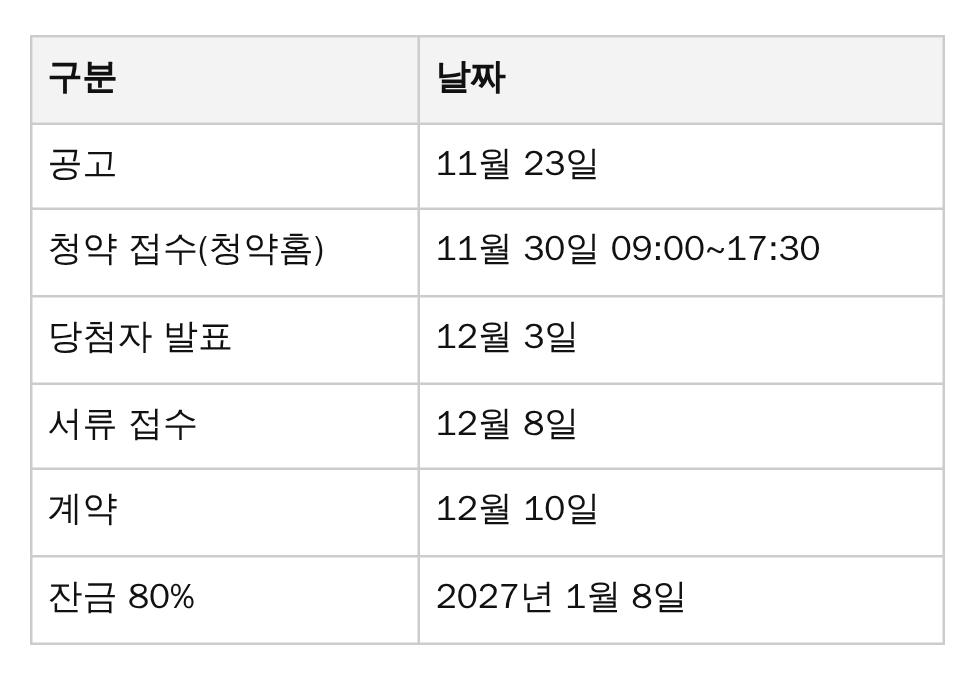 구분 날짜
공고 11월 23일
청약 접수(청약홈) 11월 30일 09:00~17:30
당첨자 발표 12월 3일
서류 접수 12월 8일
계약 12월 10일
잔금 80% 2027년 1월 8일